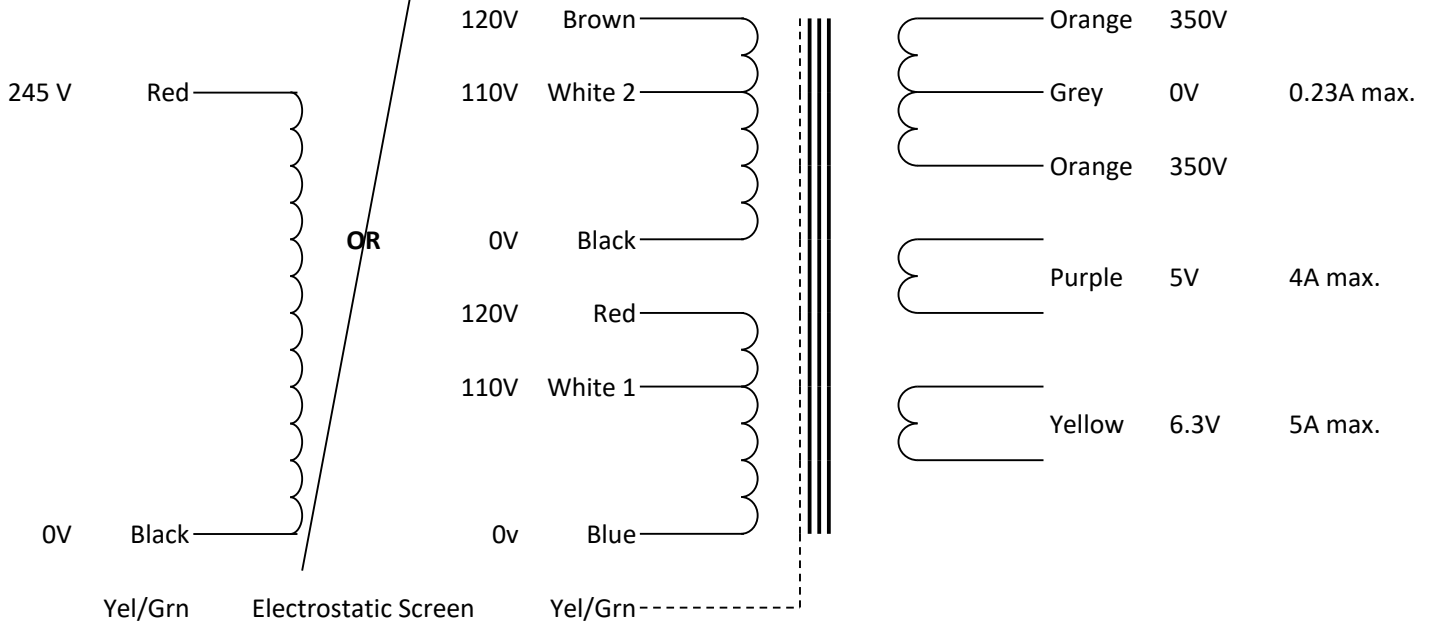 120V Brown Orange 350V
245 V Red 110V White 2 Grey 0V 0.23A max.
Orange 350V
OR 0V Black
Purple 5V 4A max.
120V Red
110V White 1
Yellow 6.3V 5A max.
0V Black 0v Blue
Yel/Grn Electrostatic Screen Yel/Grn